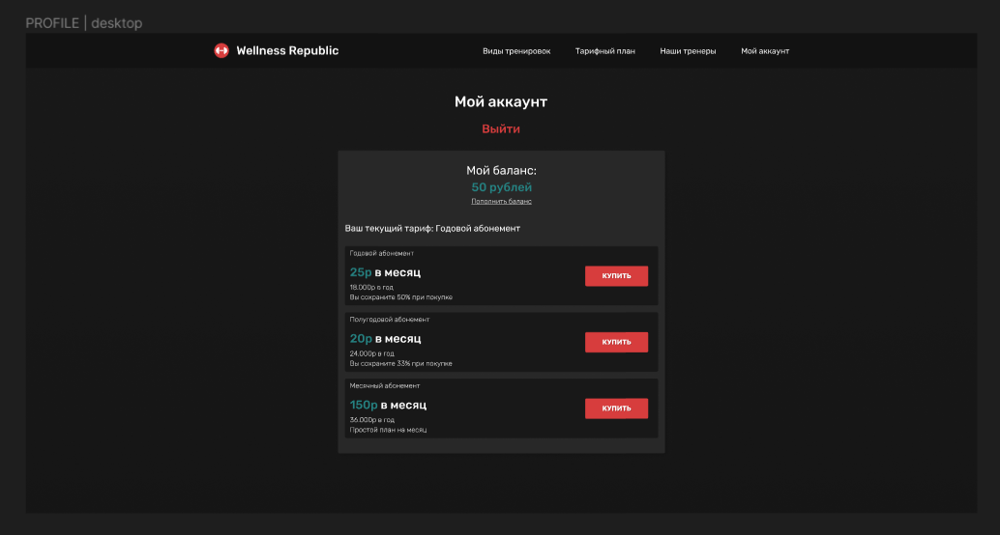 PROFILE | desktop
Wellness Republic
Виды тренировок
Тарифный план
Наши тренеры
Мой аккаунт
Мой аккаунт
Выйти
Мой баланс:
50 рублей
Пополнить баланс
Ваш текущий тариф: Годовой абонемент
Годовой абонемент
25р в месяц
18.000р в год
Вы сохраните 50% при покупке
КУПИТЬ
Полугодовой абонемент
20р в месяц
24.000р в год
Вы сохраните 33% при покупке
КУПИТЬ
Месячный абонемент
150р в месяц
36.000р в год
Простой план на месяц
КУПИТЬ